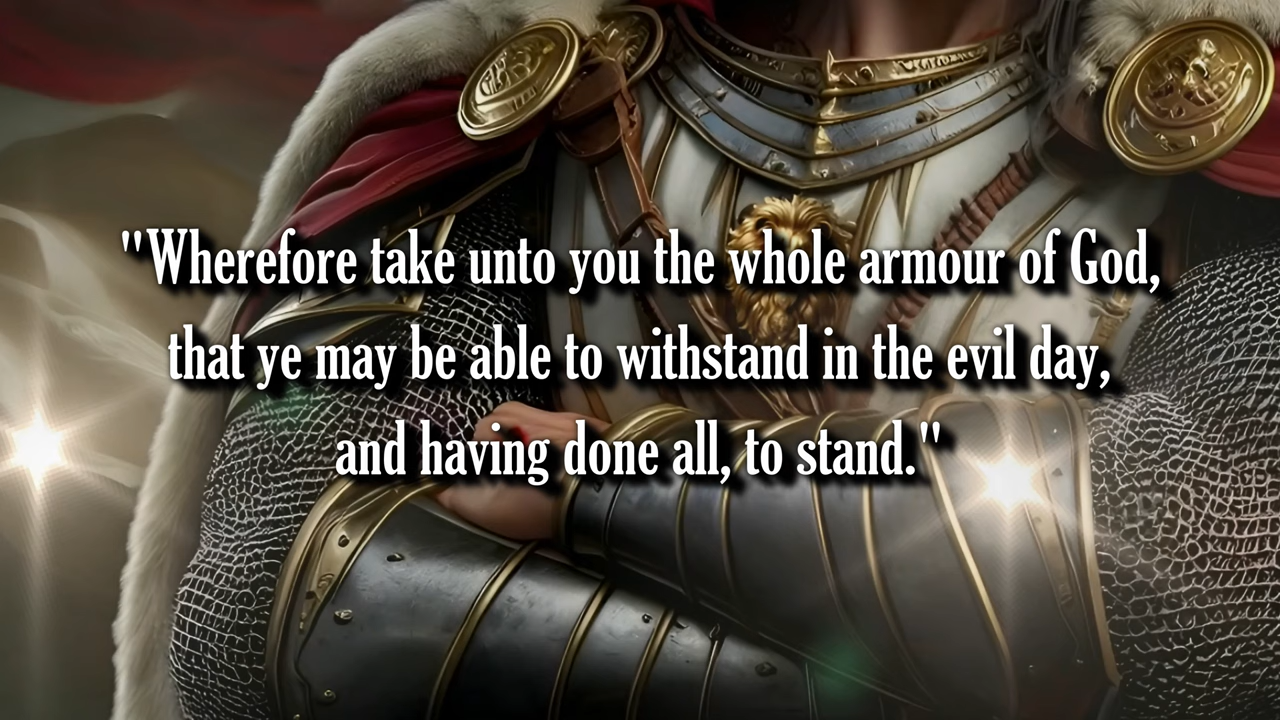 "Wherefore take unto you the whole armour of God,
that ye may be able to withstand in the evil day,
and having done all, to stand."